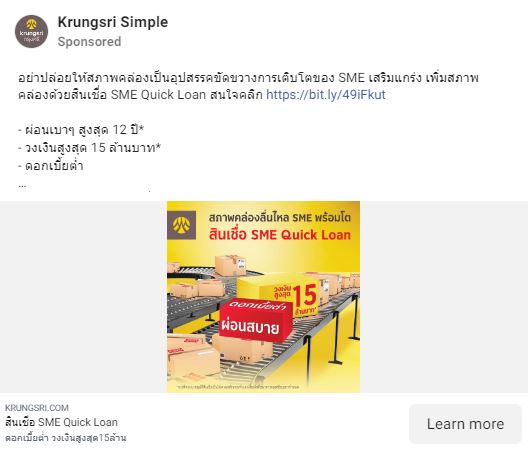 Krungsri Simple
Sponsored
krungsri
กรุงศรี
อย่าปล่อยให้สภาพคล่องเป็นอุปสรรคขัดขวางการเติบโตของ SME เสริมแกร่ง เพิ่มสภาพ
คล่องด้วยสินเชื่อ SME Quick Loan สนใจคลิก https://bit.ly/49iFkut
- ผ่อนเบาๆ สูงสุด 12 ปี*
- วงเงินสูงสุด 15 ล้านบาท*
- ดอกเบี้ยต่ำ
...
สภาพคล่องลื่นไหล SME พร้อมโต
สินเชื่อ SME Quick Loan
วงเงิน
สูงสุด
15
ล้านบาท*
ดอกเบี้ยต่ำ
ผ่อนสบาย
KRUNGSRI.COM
สินเชื่อ SME Quick Loan
ดอกเบี้ยต่ำ วงเงินสูงสุด15ล้าน
Learn more